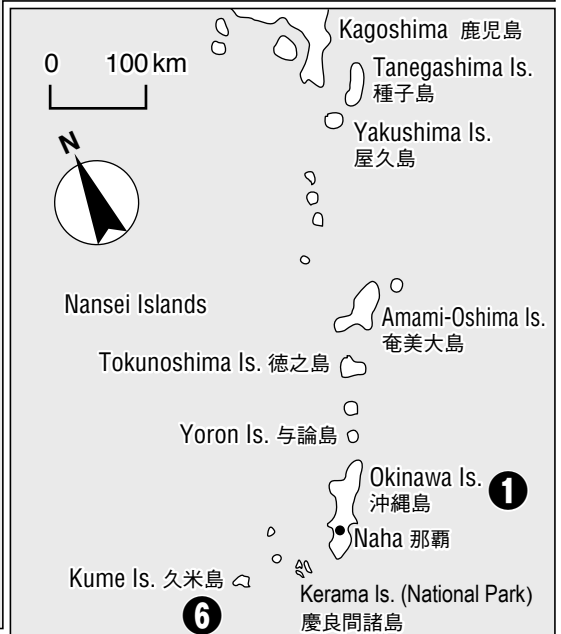 Kagoshima 鹿児島
0 100 km
Tanegashima Is.
種子島
N
Yakushima Is.
屋久島
Nansei Islands
Amami-Oshima Is.
奄美大島
Tokunoshima Is. 徳之島
Yoron Is. 与論島
Okinawa Is.
沖縄島
1
Naha 那覇
Kume Is. 久米島
6
Kerama Is. (National Park)
慶良間諸島